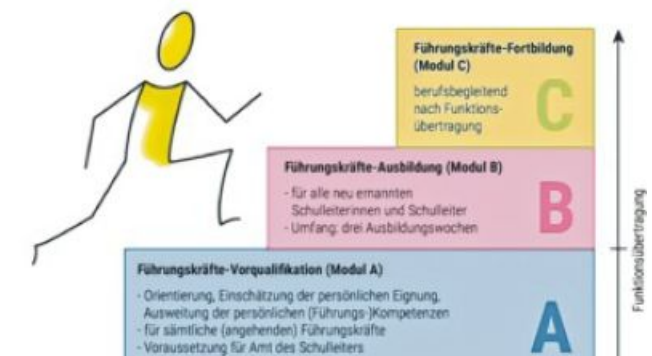 Führungskräfte-Fortbildung
(Modul C)
berufsbegleitend
nach Funktions-
übertragung
C
Führungskräfte-Ausbildung (Modul B)
- für alle neu ernannten
Schulleiterinnen und Schulleiter
- Umfang: drei Ausbildungswochen
B
Führungskräfte-Vorqualifikation (Modul A)
- Orientierung, Einschätzung der persönlichen Eignung,
Ausweitung der persönlichen (Führungs-)Kompetenzen
- für sämtliche (angehenden) Führungskräfte
- Voraussetzung für Amt des Schulleiters
A
Funktionsübertragung